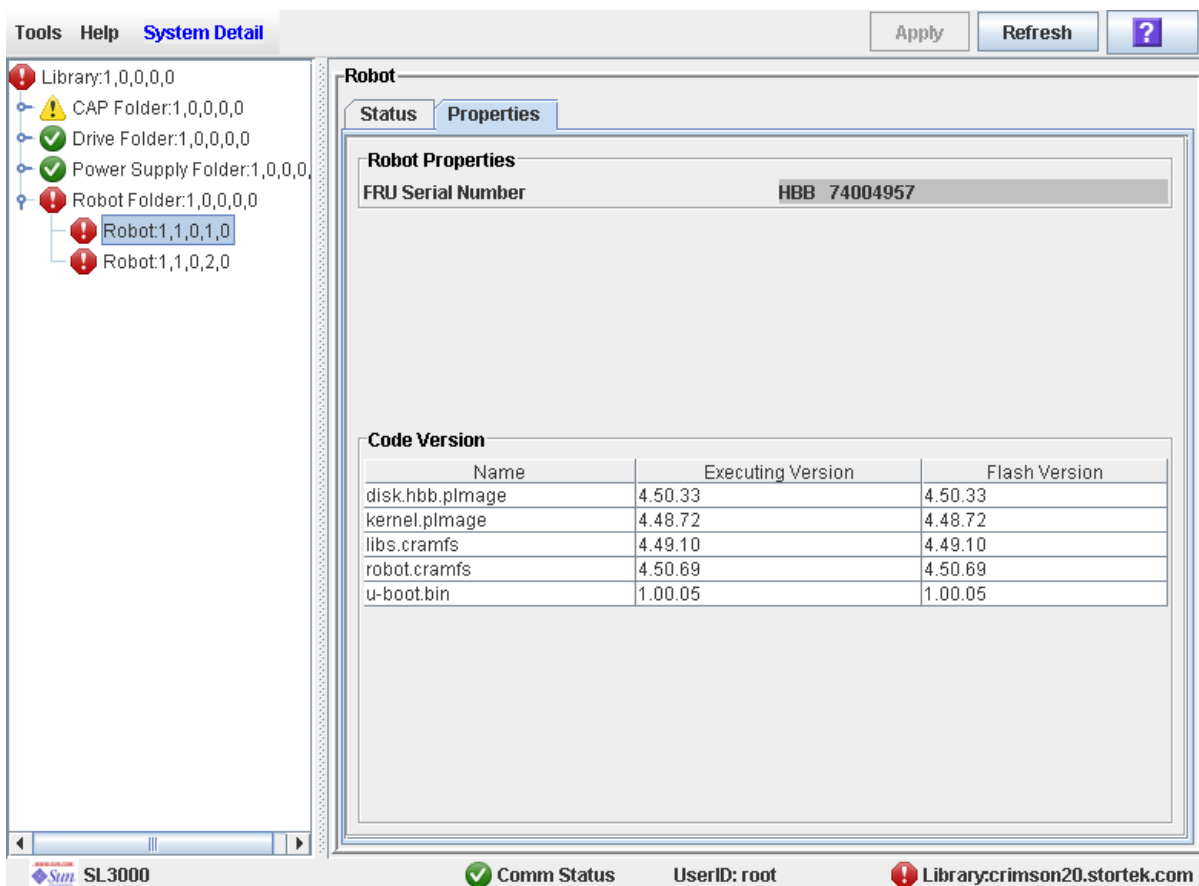 Tools Help System Detail
Apply Refresh ?
Library:1,0,0,0,0
CAP Folder:1,0,0,0,0
Drive Folder:1,0,0,0,0
Power Supply Folder:1,0,0,0,
Robot Folder:1,0,0,0,0
Robot:1,1,0,1,0
Robot:1,1,0,2,0
Robot
Status Properties
Robot Properties
FRU Serial Number HBB 74004957
Code Version
Name Executing Version Flash Version
disk.hbb.pImage 4.50.33 4.50.33
kernel.pImage 4.48.72 4.48.72
libs.cramfs 4.49.10 4.49.10
robot.cramfs 4.50.69 4.50.69
u-boot.bin 1.00.05 1.00.05
Sun SL3000 Comm Status UserID: root Library:crimson20.stortek.com